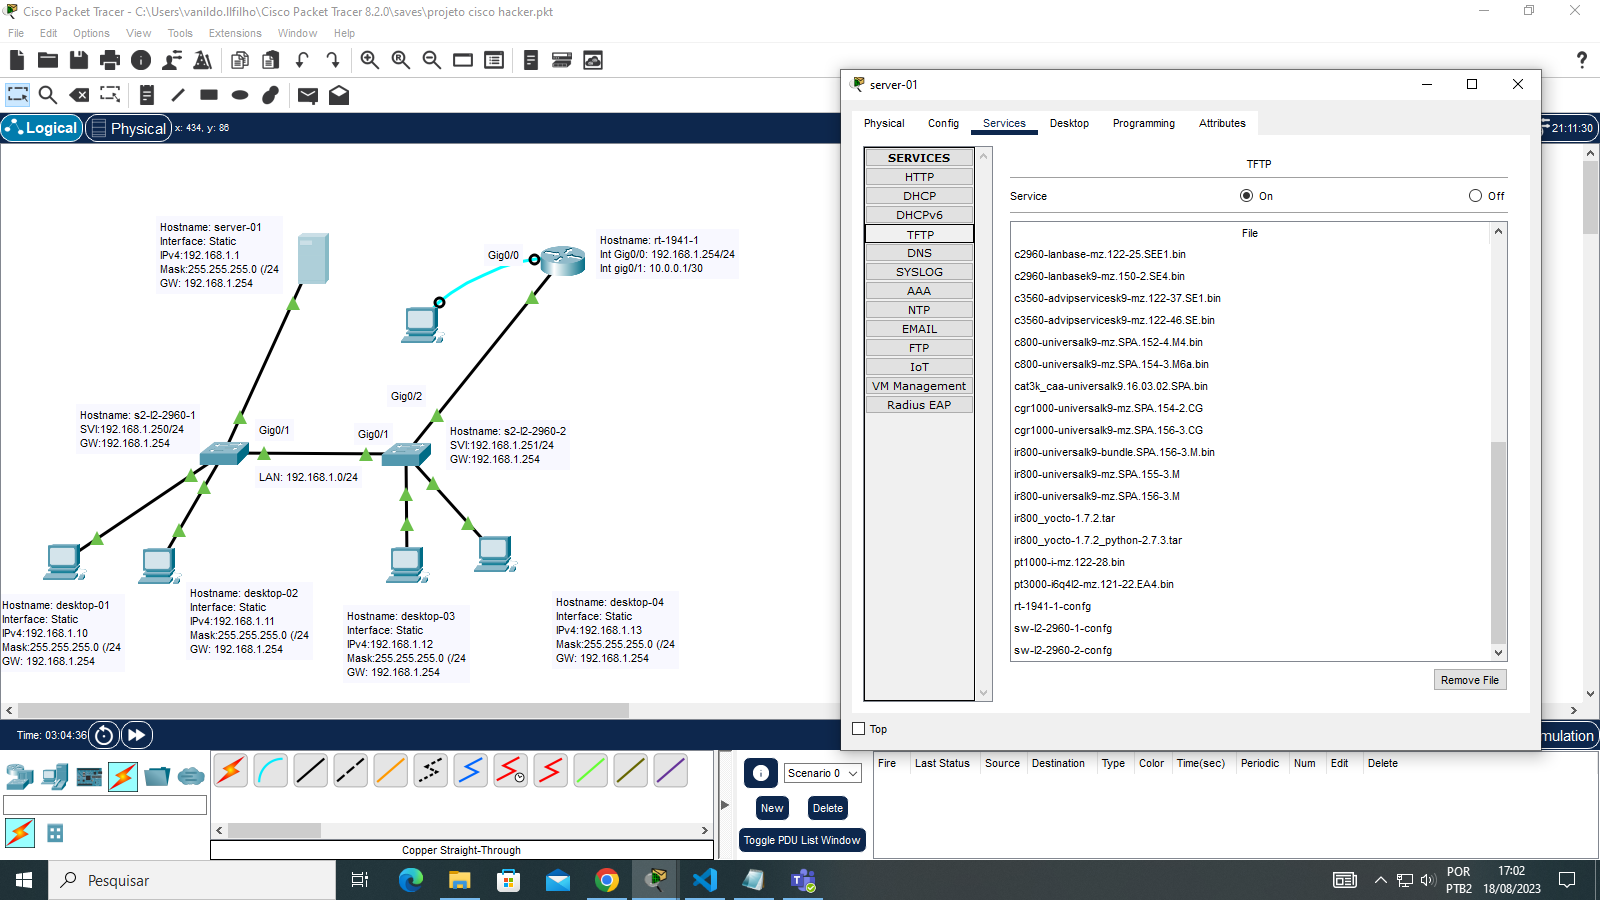 Cisco Packet Tracer - C:\Users\vanildo.llfilho\Cisco Packet Tracer 8.2.0\saves\projeto cisco hacker.pkt
File Edit Options View Tools Extensions Window Help
Logical Physical x: 434, y: 86
21:11:30
Hostname: server-01
Interface: Static
IPv4:192.168.1.1
Mask:255.255.255.0 (/24
GW: 192.168.1.254
Gig0/0
Hostname: rt-1941-1
Int Gig0/0: 192.168.1.254/24
Int gig0/1: 10.0.0.1/30
Gig0/2
Hostname: s2-l2-2960-1
SVI:192.168.1.250/24
GW:192.168.1.254
Gig0/1
Gig0/1
Hostname: s2-l2-2960-2
SVI:192.168.1.251/24
GW:192.168.1.254
LAN: 192.168.1.0/24
Hostname: desktop-01
Interface: Static
IPv4:192.168.1.10
Mask:255.255.255.0 (/24
GW: 192.168.1.254
Hostname: desktop-02
Interface: Static
IPv4:192.168.1.11
Mask:255.255.255.0 (/24
GW: 192.168.1.254
Hostname: desktop-03
Interface: Static
IPv4:192.168.1.12
Mask:255.255.255.0 (/24
GW: 192.168.1.254
Hostname: desktop-04
Interface: Static
IPv4:192.168.1.13
Mask:255.255.255.0 (/24
GW: 192.168.1.254
server-01
Physical Config Services Desktop Programming Attributes
SERVICES
HTTP
DHCP
DHCPv6
TFTP
DNS
SYSLOG
AAA
NTP
EMAIL
FTP
IoT
VM Management
Radius EAP
TFTP
Service On Off
File
c2960-lanbase-mz.122-25.SEE1.bin
c2960-lanbasek9-mz.150-2.SE4.bin
c3560-advipservicesk9-mz.122-37.SE1.bin
c3560-advipservicesk9-mz.122-46.SE.bin
c800-universalk9-mz.SPA.152-4.M4.bin
c800-universalk9-mz.SPA.154-3.M6a.bin
cat3k_caa-universalk9.16.03.02.SPA.bin
cgr1000-universalk9-mz.SPA.154-2.CG
cgr1000-universalk9-mz.SPA.156-3.CG
ir800-universalk9-bundle.SPA.156-3.M.bin
ir800-universalk9-mz.SPA.155-3.M
ir800-universalk9-mz.SPA.156-3.M
ir800_yocto-1.7.2.tar
ir800_yocto-1.7.2_python-2.7.3.tar
pt1000-i-mz.122-28.bin
pt3000-i6q4l2-mz.121-22.EA4.bin
rt-1941-1-confg
sw-l2-2960-1-confg
sw-l2-2960-2-confg
Remove File
Top
Time: 03:04:36
mulation
Copper Straight-Through
Scenario 0
New Delete
Toggle PDU List Window
Fire Last Status Source Destination Type Color Time(sec) Periodic Num Edit Delete
Pesquisar
POR
PTB2
17:02
18/08/2023